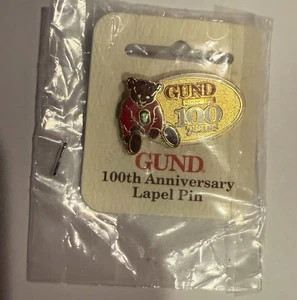 GUND
100
years
GUND
100th Anniversary
Lapel Pin